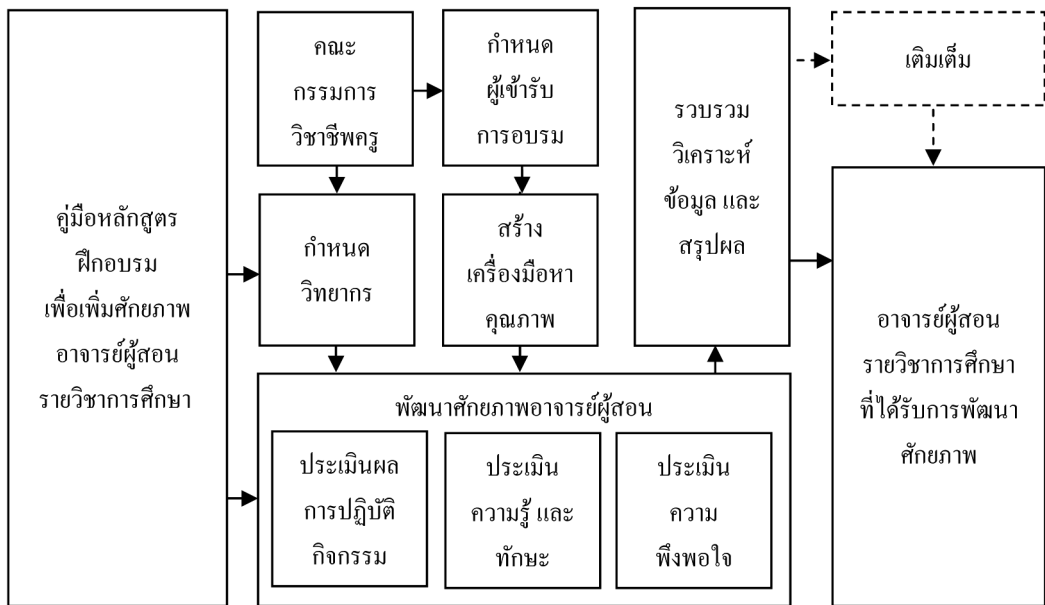 คู่มือหลักสูตร
ฝึกอบรม
เพื่อเพิ่มศักยภาพ
อาจารย์ผู้สอน
รายวิชาการศึกษา
คณะ
กรรมการ
วิชาชีพครู
กำหนด
ผู้เข้ารับ
การอบรม
กำหนด
วิทยากร
สร้าง
เครื่องมือหา
คุณภาพ
พัฒนาศักยภาพอาจารย์ผู้สอน
ประเมินผล
การปฏิบัติ
กิจกรรม
ประเมิน
ความรู้ และ
ทักษะ
ประเมิน
ความ
พึงพอใจ
รวบรวม
วิเคราะห์
ข้อมูล และ
สรุปผล
เติมเต็ม
อาจารย์ผู้สอน
รายวิชาการศึกษา
ที่ได้รับการพัฒนา
ศักยภาพ